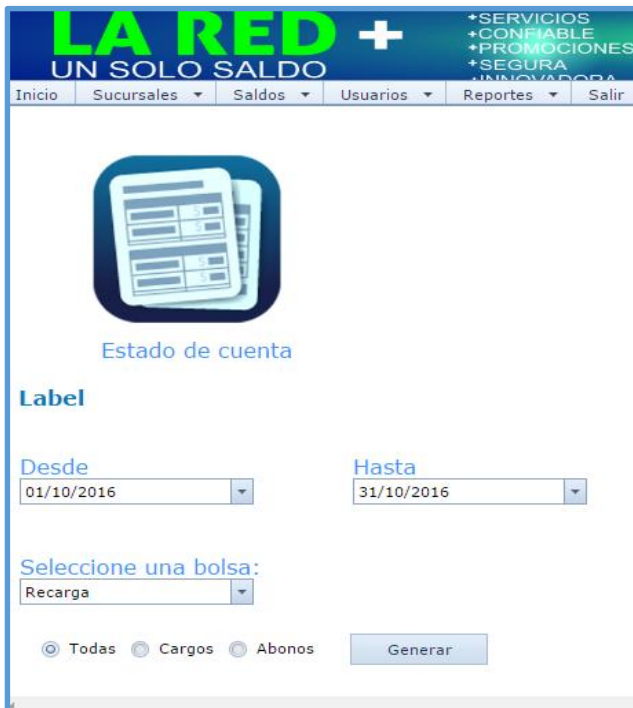 LA RED +
UN SOLO SALDO
+SERVICIOS
+CONFIABLE
+PROMOCIONES
+SEGURA
+INNOVADORA
Inicio Sucursales Saldos Usuarios Reportes Salir
Estado de cuenta
Label
Desde Hasta
01/10/2016 31/10/2016
Seleccione una bolsa:
Recarga
Todas Cargos Abonos Generar